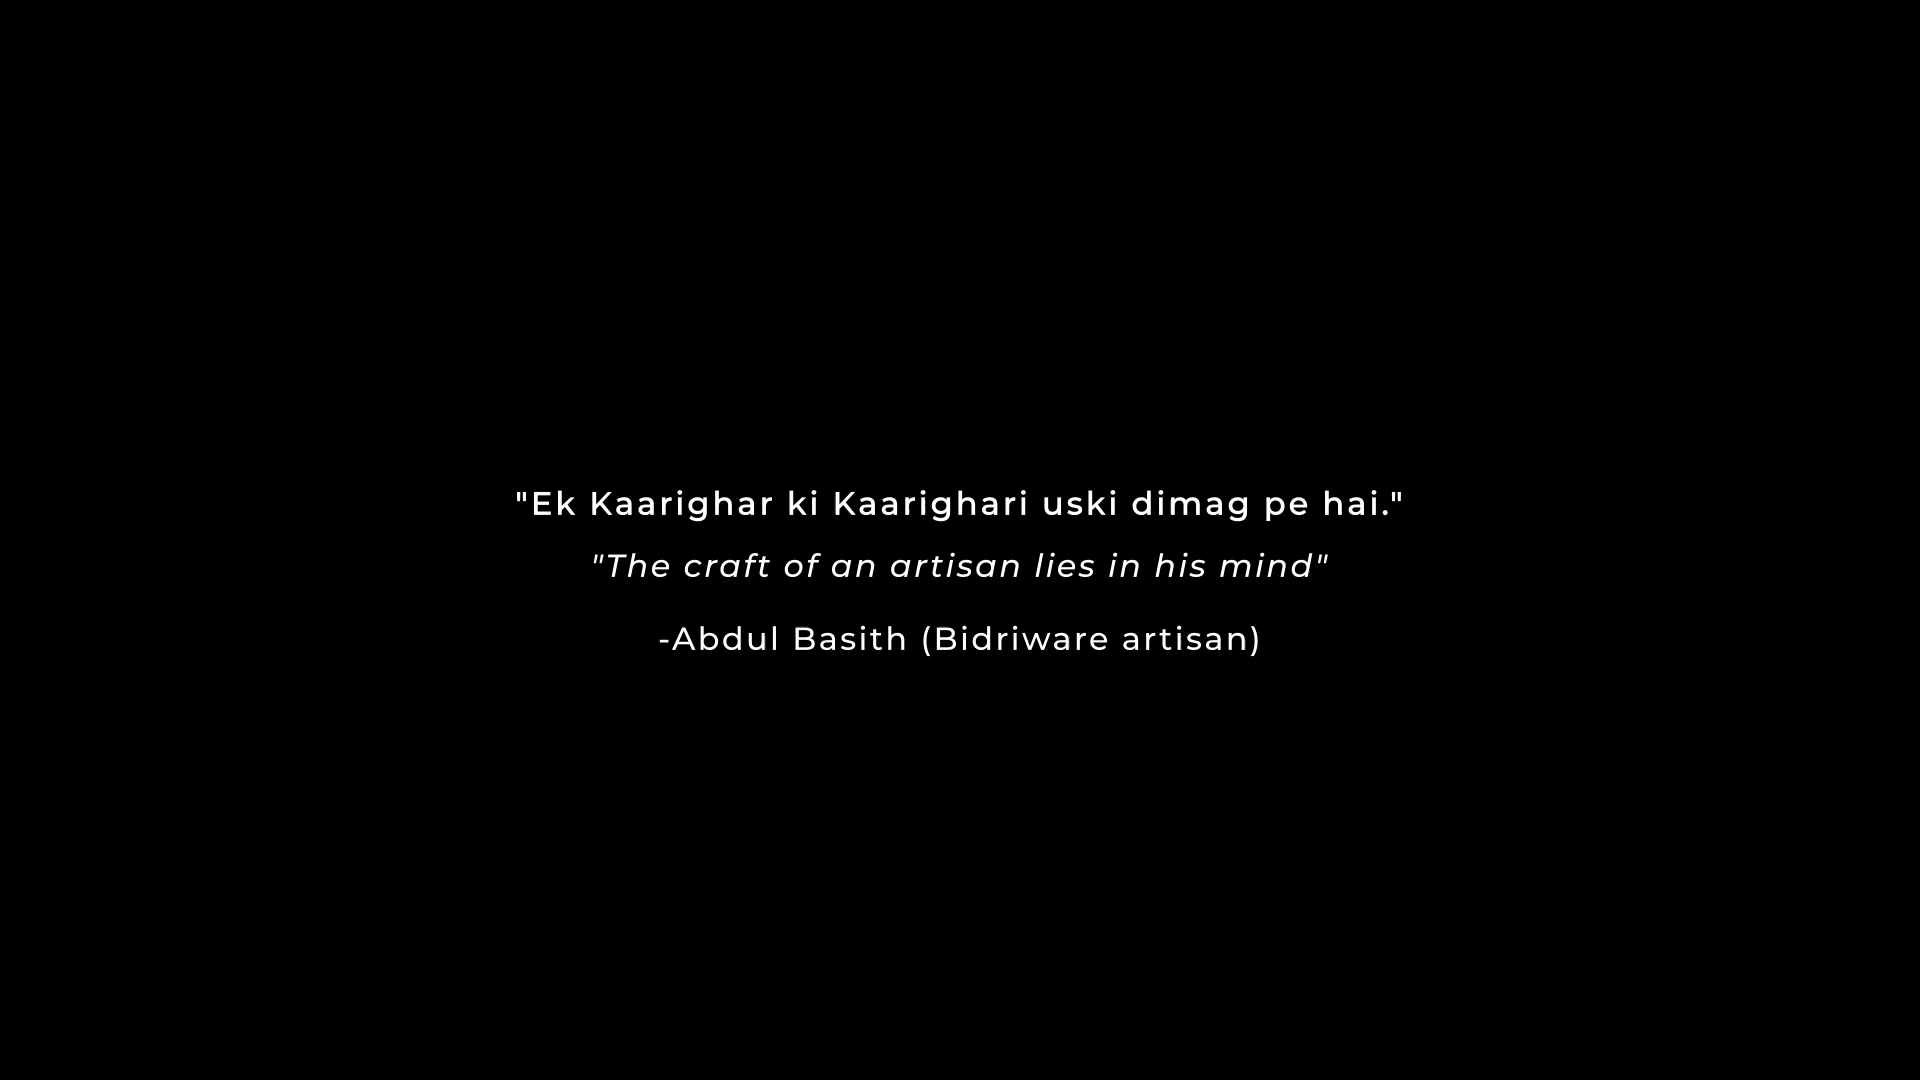 "Ek Kaarighar ki Kaarighari uski dimag pe hai."
"The craft of an artisan lies in his mind"
-Abdul Basith (Bidriware artisan)